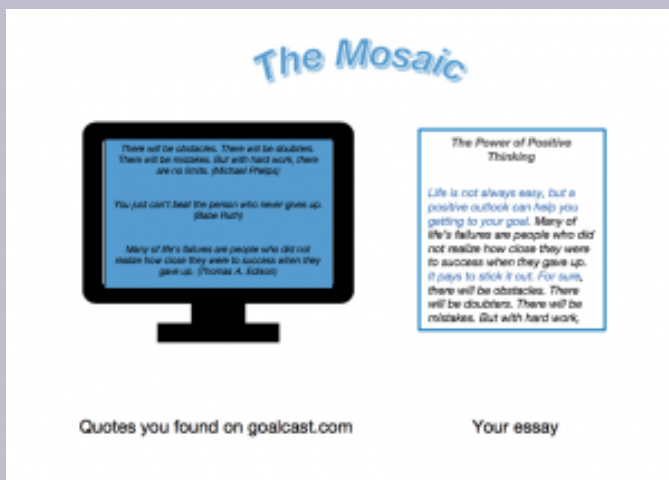 The Mosaic
There will be obstacles. There will be doubters.
There will be mistakes. But with hard work, there
are no limits. (Michael Phelps)
You just can't beat the person who never gives up.
(Babe Ruth)
Many of life's failures are people who did not
realize how close they were to success when they
gave up. (Thomas A. Edison)
The Power of Positive
Thinking
Life is not always easy, but a
positive outlook can help you
getting to your goal. Many of
life's failures are people who did
not realize how close they were
to success when they gave up.
It pays to stick it out. For sure,
there will be obstacles. There
will be doubters. There will be
mistakes. But with hard work,
Quotes you found on goalcast.com
Your essay